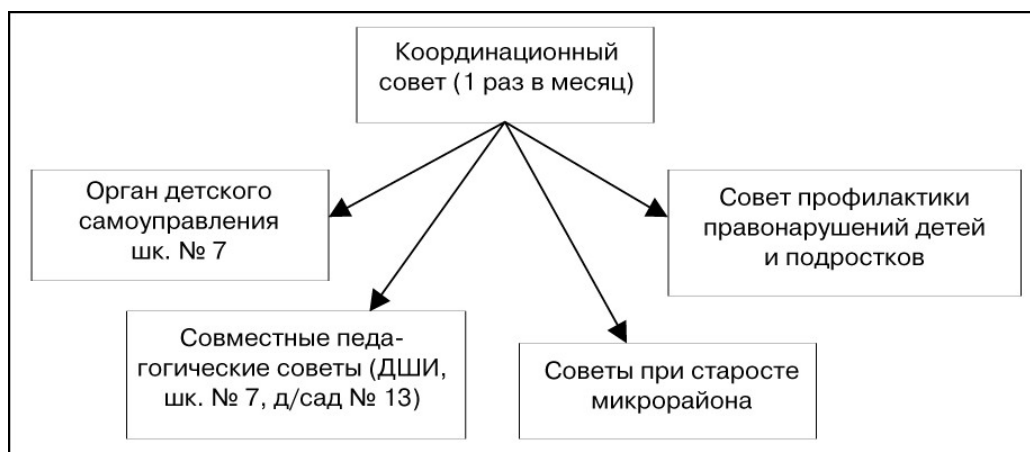 Координационный
совет (1 раз в месяц)
Орган детского
самоуправления
шк. № 7
Совет профилактики
правонарушений детей
и подростков
Совместные педа-
гогические советы (ДШИ,
шк. № 7, д/сад № 13)
Советы при старосте
микрорайона